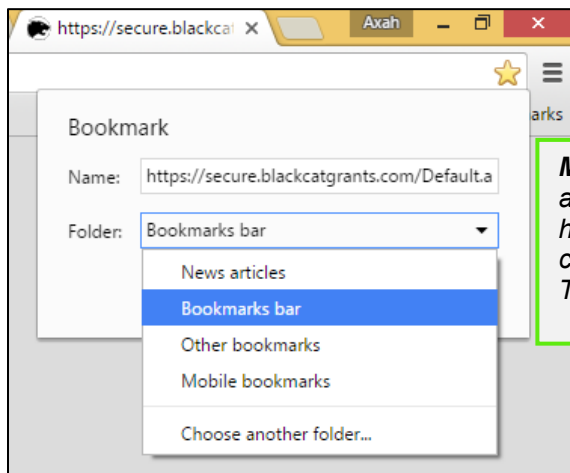 https://secure.blackca
Axah
arks
Bookmark
Name: https://secure.blackcatgrants.com/Default.a
Folder: Bookmarks bar
News articles
Bookmarks bar
Other bookmarks
Mobile bookmarks
Choose another folder...
M
a
h
c
T